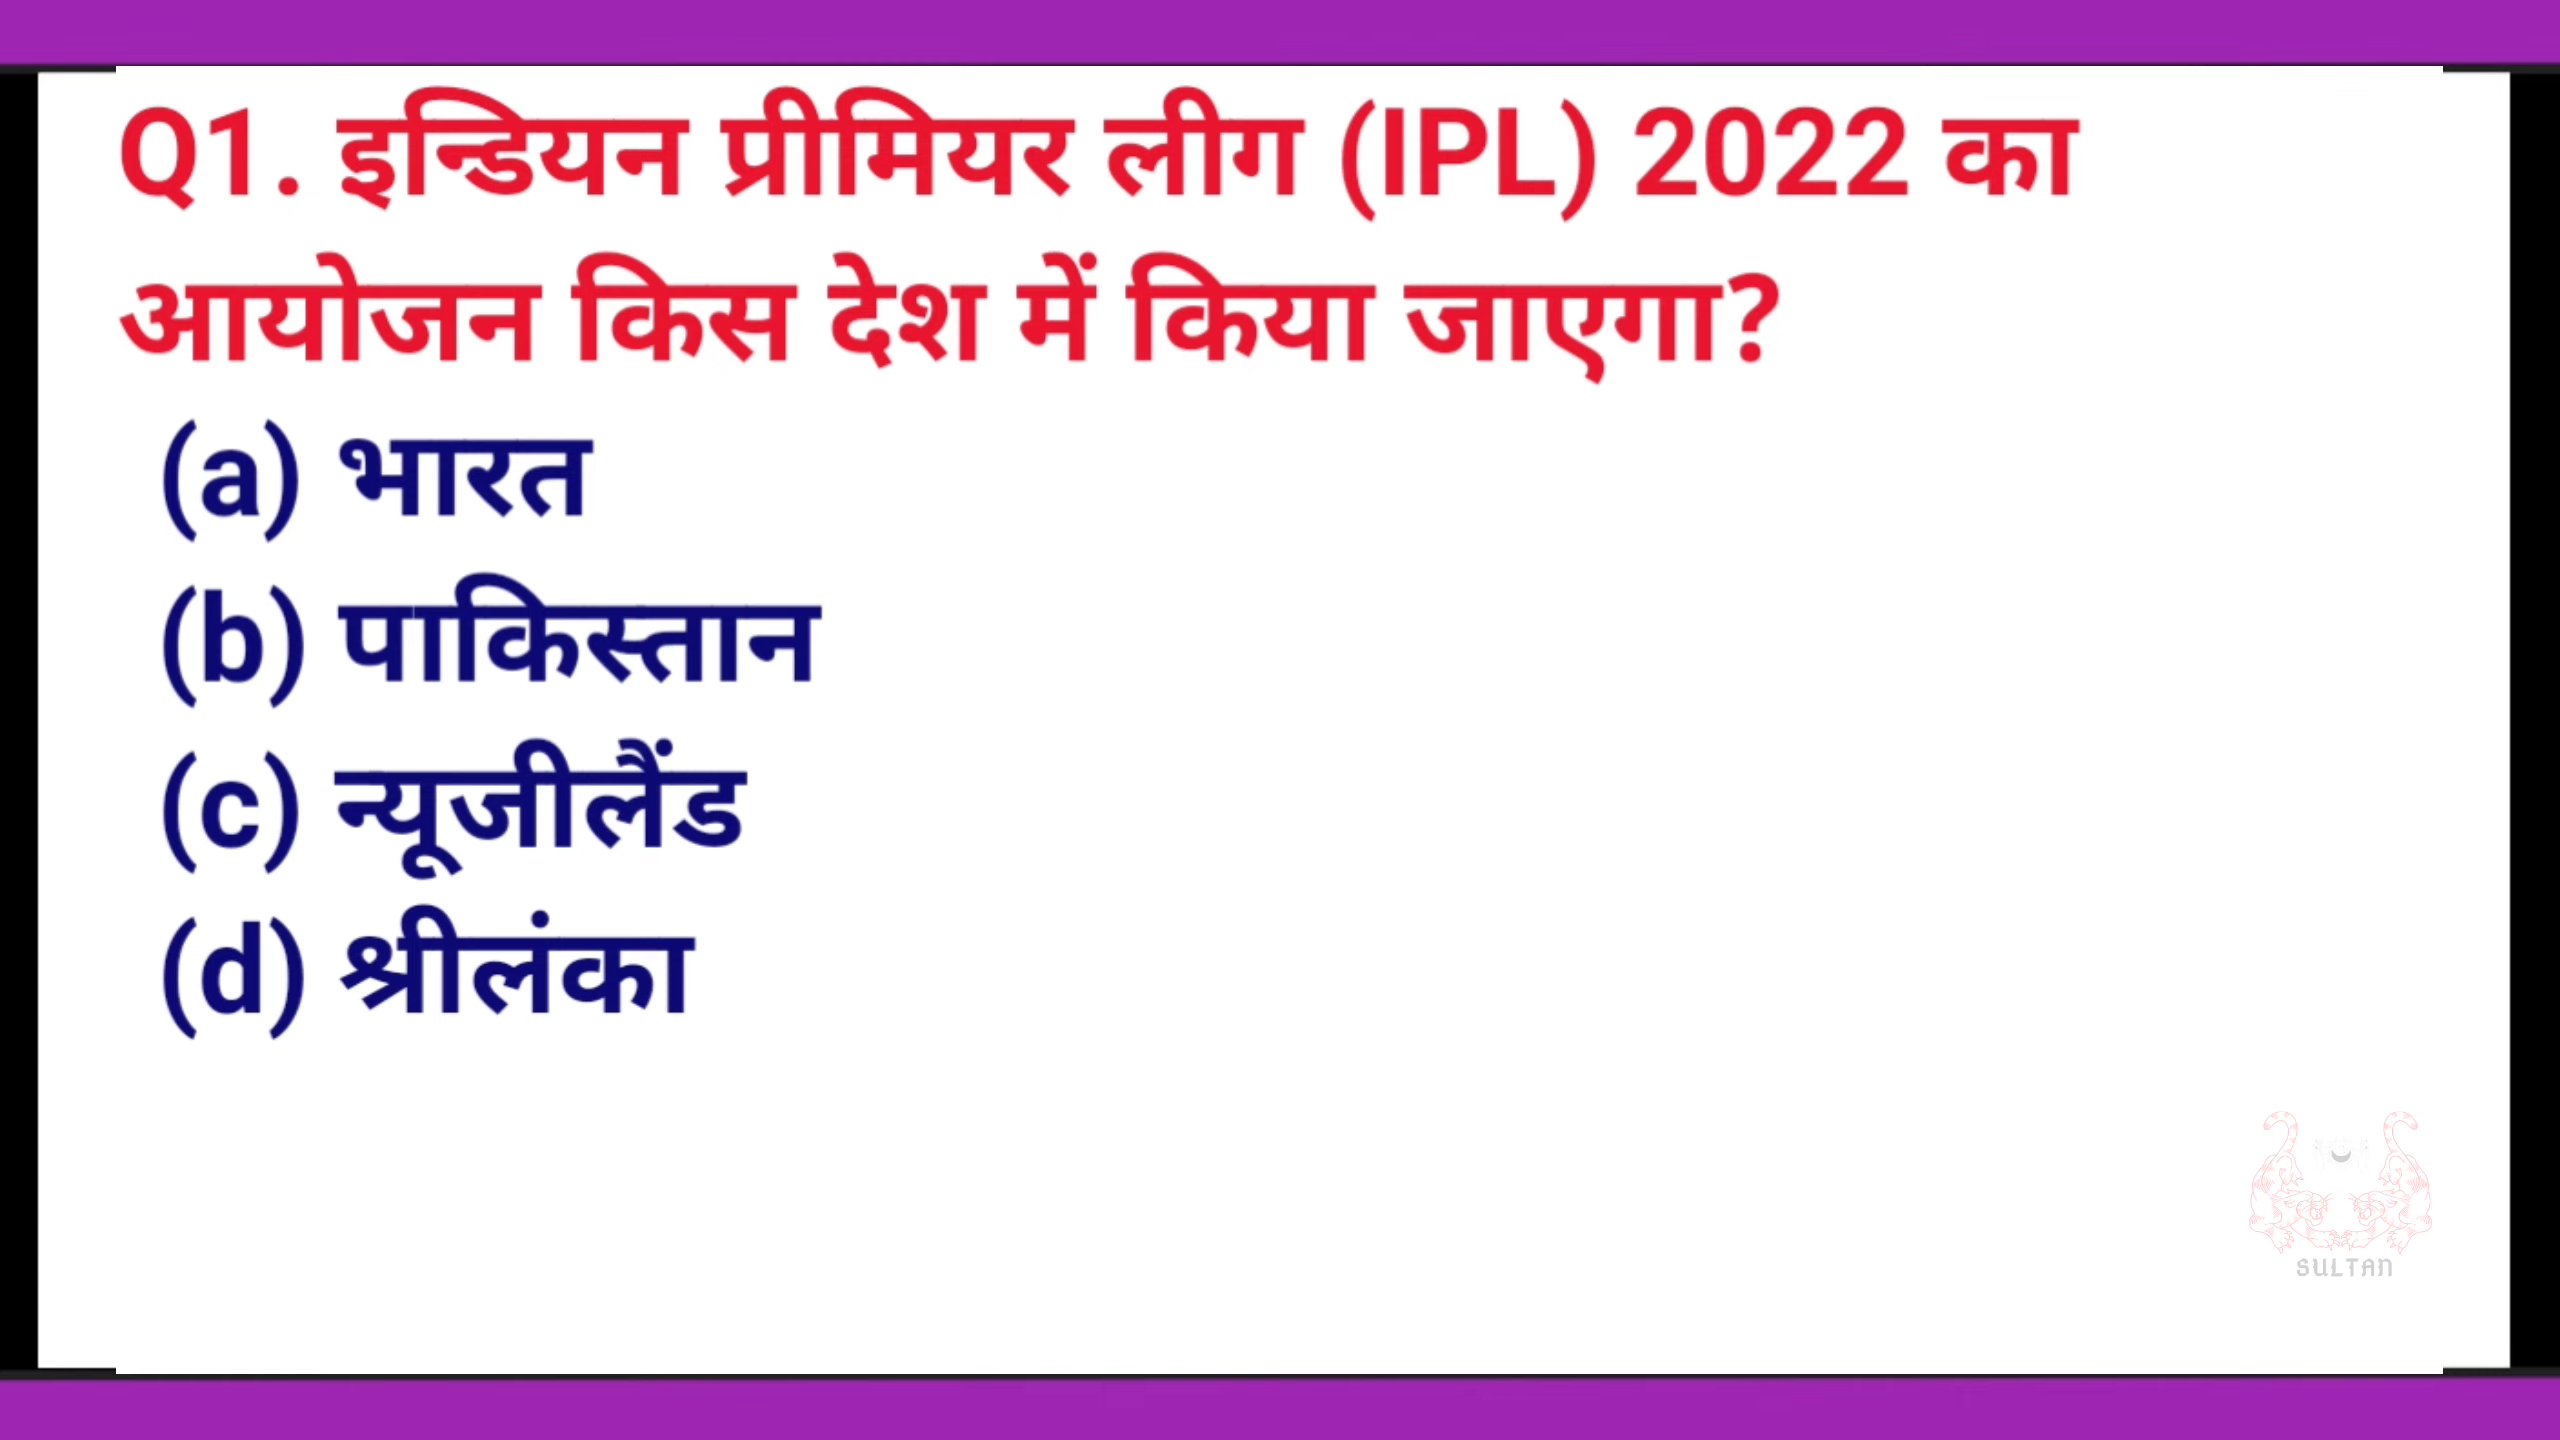 Q1. इन्डियन प्रीमियर लीग (IPL) 2022 का
आयोजन किस देश में किया जाएगा?
(a) भारत
(b) पाकिस्तान
(c) न्यूजीलैंड
(d) श्रीलंका
SULTAN